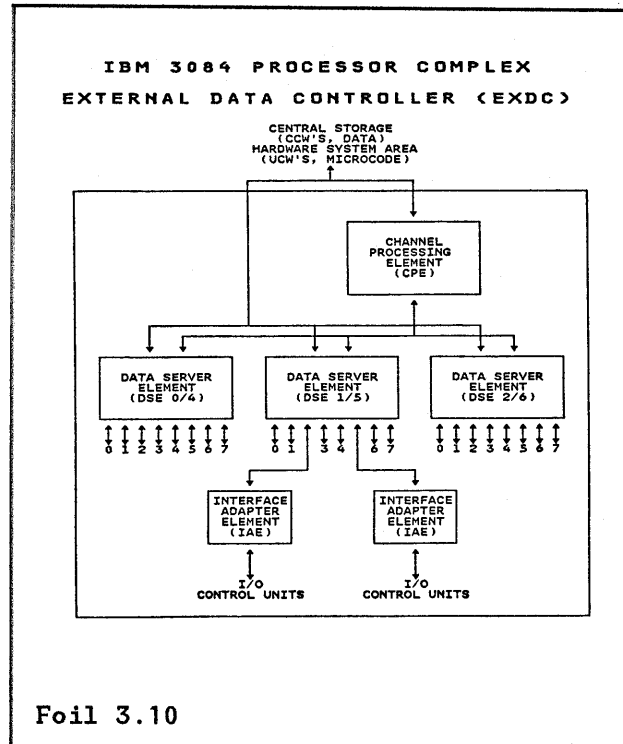 IBM 3084 PROCESSOR COMPLEX
EXTERNAL DATA CONTROLLER (EXDC)
CENTRAL STORAGE
(CCW'S, DATA)
HARDWARE SYSTEM AREA
(UCW'S, MICROCODE)
CHANNEL
PROCESSING
ELEMENT
(CPE)
DATA SERVER
ELEMENT
(DSE 0/4)
DATA SERVER
ELEMENT
(DSE 1/5)
DATA SERVER
ELEMENT
(DSE 2/6)
0 1 2 3 4 5 6 7
0 1 3 4 6 7
0 1 2 3 4 5 6 7
INTERFACE
ADAPTER
ELEMENT
(IAE)
INTERFACE
ADAPTER
ELEMENT
(IAE)
I/O
CONTROL UNITS
I/O
CONTROL UNITS
Foil 3.10